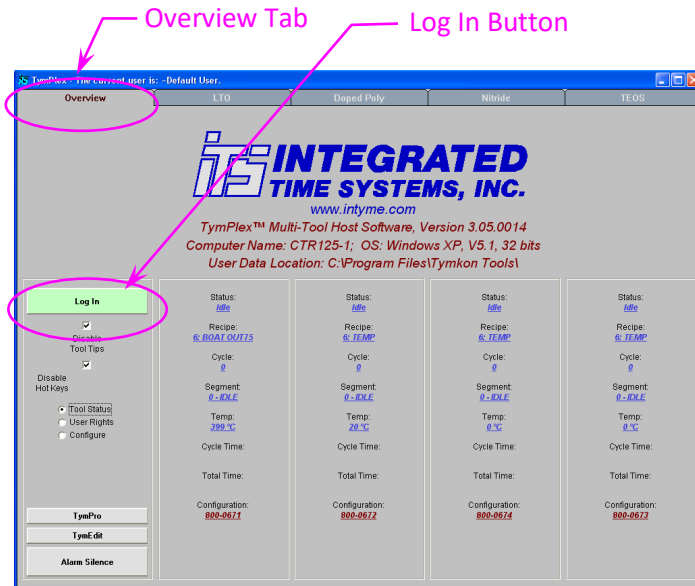 Overview Tab
Log In Button
TymPlex - The current user is: ~Default User.
Overview LTO Doped Poly Nitride TEOS
ITS INTEGRATED
TIME SYSTEMS, INC.
www.intyme.com
TymPlex™ Multi-Tool Host Software, Version 3.05.0014
Computer Name: CTR125-1; OS: Windows XP, V5.1, 32 bits
User Data Location: C:\Program Files\Tymkon Tools\
Log In
Disable
Tool Tips
Disable
Hot Keys
Tool Status
User Rights
Configure
TymPro
TymEdit
Alarm Silence
Status:
Idle
Recipe:
6: BOAT OUT75
Cycle:
0
Segment:
0 - IDLE
Temp:
399 °C
Cycle Time:
Total Time:
Configuration:
800-0671
Status:
Idle
Recipe:
6: TEMP
Cycle:
0
Segment:
0 - IDLE
Temp:
20 °C
Cycle Time:
Total Time:
Configuration:
800-0672
Status:
Idle
Recipe:
6: TEMP
Cycle:
0
Segment:
0 - IDLE
Temp:
0 °C
Cycle Time:
Total Time:
Configuration:
800-0674
Status:
Idle
Recipe:
6: TEMP
Cycle:
0
Segment:
0 - IDLE
Temp:
0 °C
Cycle Time:
Total Time:
Configuration:
800-0673